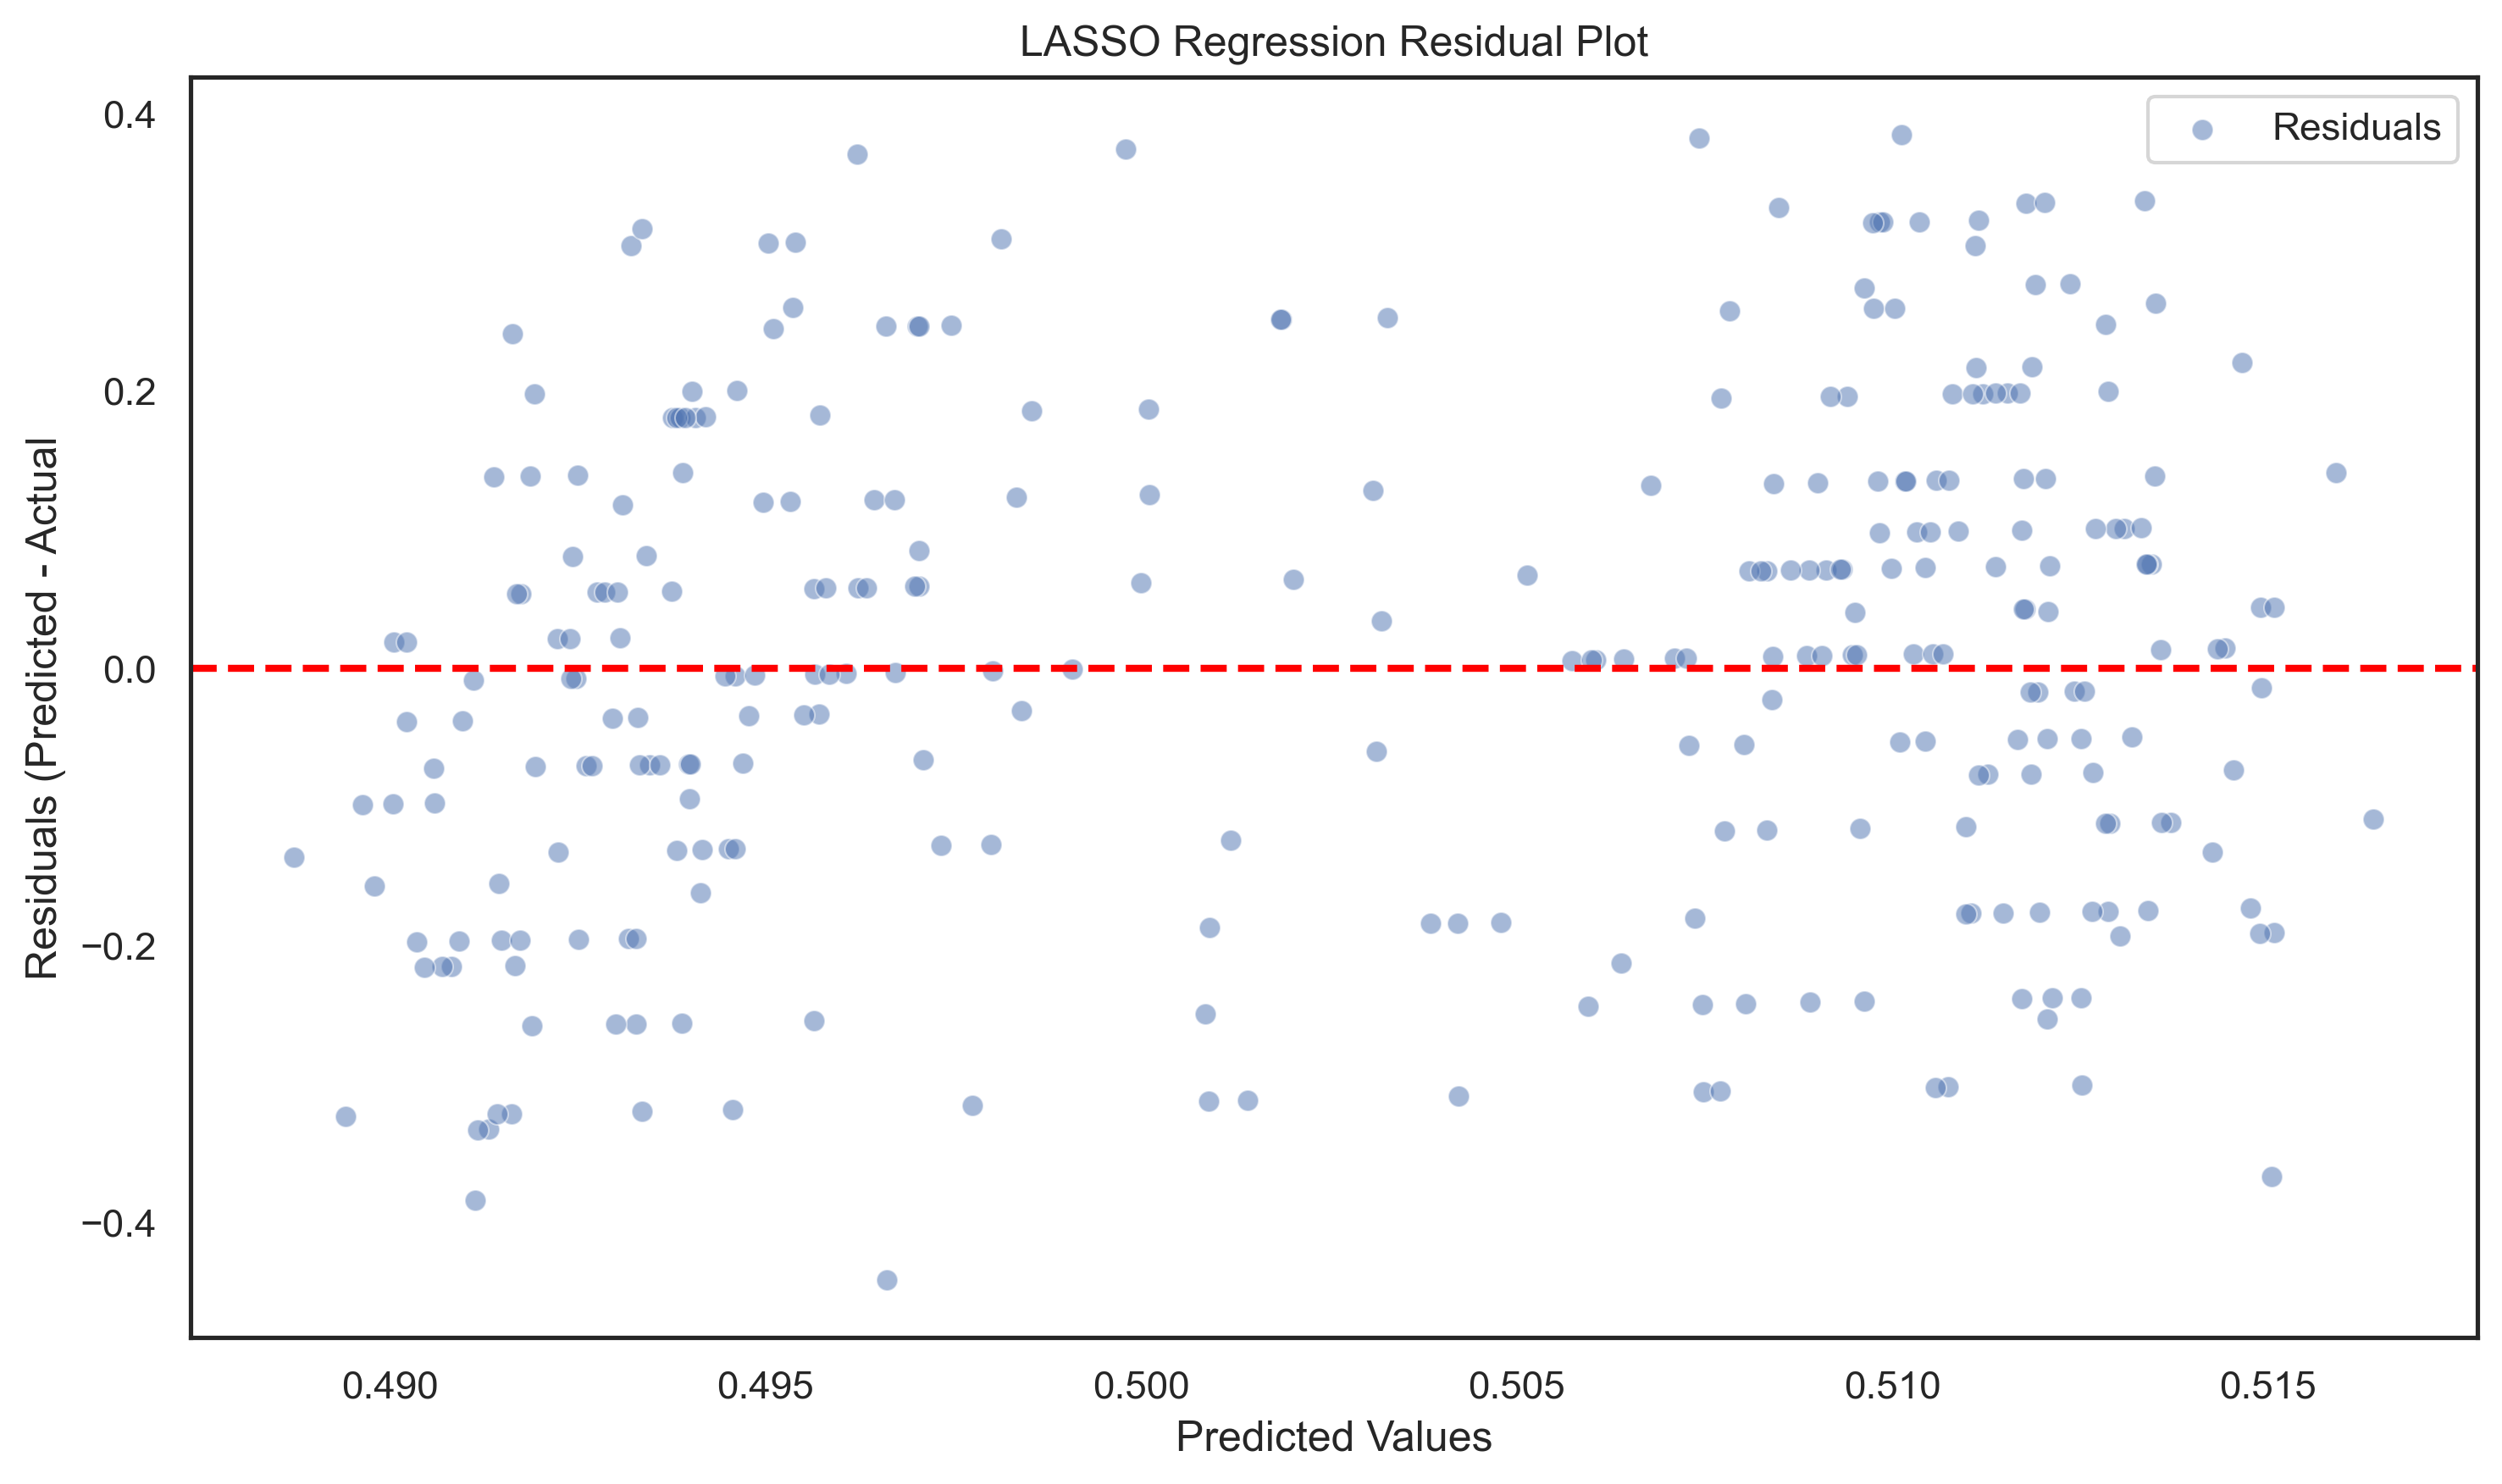 LASSO Regression Residual Plot
Residuals
0.4
0.2
0.0
−0.2
−0.4
Residuals (Predicted - Actual
0.490 0.495 0.500 0.505 0.510 0.515
Predicted Values